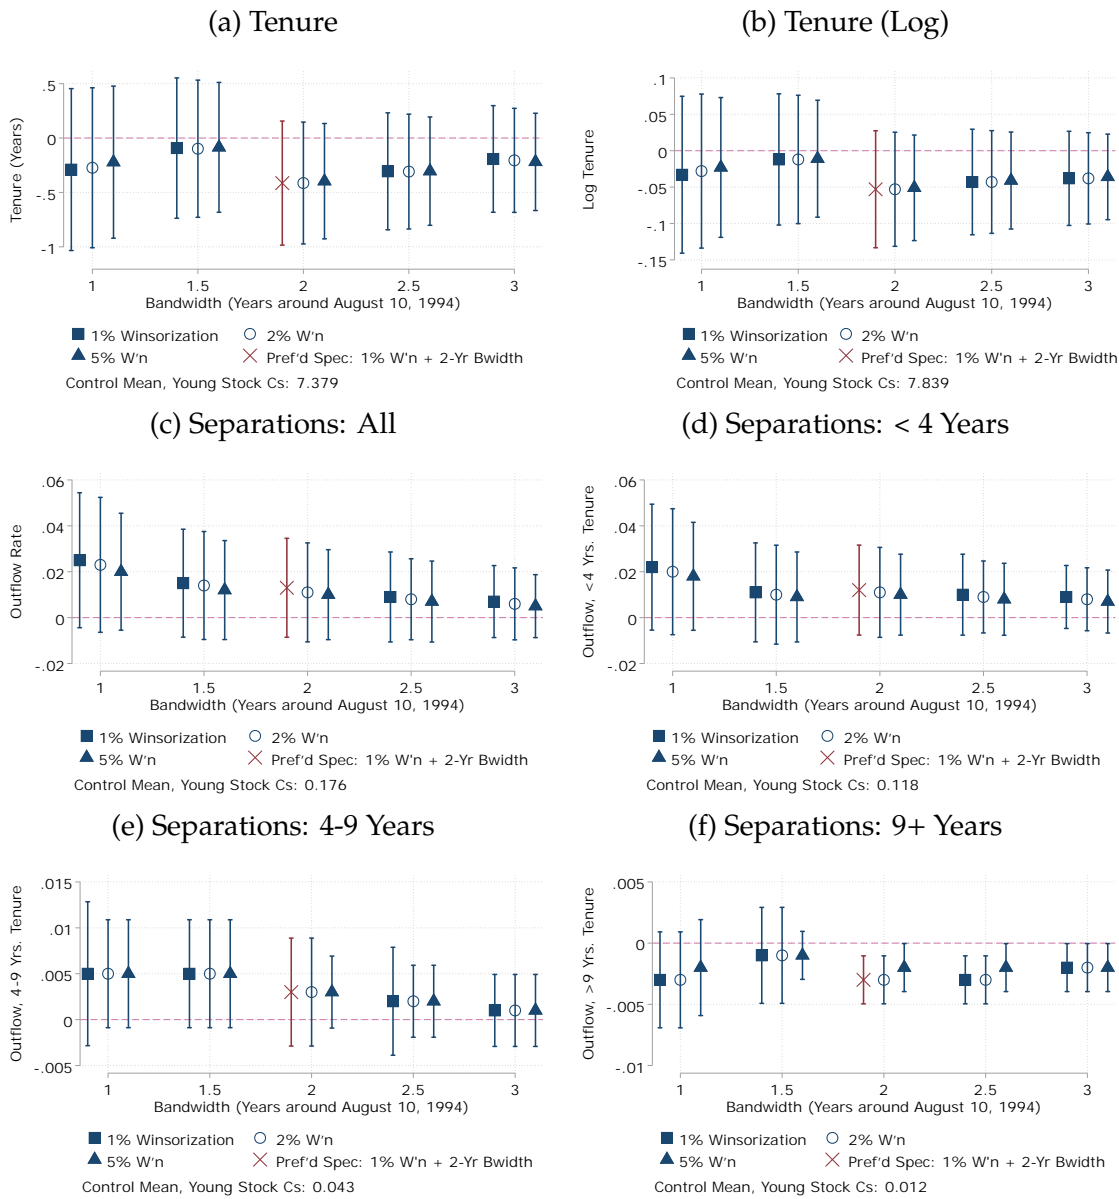 (a) Tenure
Tenure (Years)
.5
0
-.5
-1
1 1.5 2 2.5 3
Bandwidth (Years around August 10, 1994)
1% Winsorization 2% W'n
5% W'n Pref'd Spec: 1% W'n + 2-Yr Bwidth
Control Mean, Young Stock Cs: 7.379
(b) Tenure (Log)
Log Tenure
.1
.05
0
-.05
-.1
-.15
1 1.5 2 2.5 3
Bandwidth (Years around August 10, 1994)
1% Winsorization 2% W'n
5% W'n Pref'd Spec: 1% W'n + 2-Yr Bwidth
Control Mean, Young Stock Cs: 7.839
(c) Separations: All
Outflow Rate
.06
.04
.02
0
-.02
1 1.5 2 2.5 3
Bandwidth (Years around August 10, 1994)
1% Winsorization 2% W'n
5% W'n Pref'd Spec: 1% W'n + 2-Yr Bwidth
Control Mean, Young Stock Cs: 0.176
(d) Separations: < 4 Years
Outflow, <4 Yrs. Tenure
.06
.04
.02
0
-.02
1 1.5 2 2.5 3
Bandwidth (Years around August 10, 1994)
1% Winsorization 2% W'n
5% W'n Pref'd Spec: 1% W'n + 2-Yr Bwidth
Control Mean, Young Stock Cs: 0.118
(e) Separations: 4-9 Years
Outflow, 4-9 Yrs. Tenure
.015
.01
.005
0
-.005
1 1.5 2 2.5 3
Bandwidth (Years around August 10, 1994)
1% Winsorization 2% W'n
5% W'n Pref'd Spec: 1% W'n + 2-Yr Bwidth
Control Mean, Young Stock Cs: 0.043
(f) Separations: 9+ Years
Outflow, >9 Yrs. Tenure
.005
0
-.005
-.01
1 1.5 2 2.5 3
Bandwidth (Years around August 10, 1994)
1% Winsorization 2% W'n
5% W'n Pref'd Spec: 1% W'n + 2-Yr Bwidth
Control Mean, Young Stock Cs: 0.012